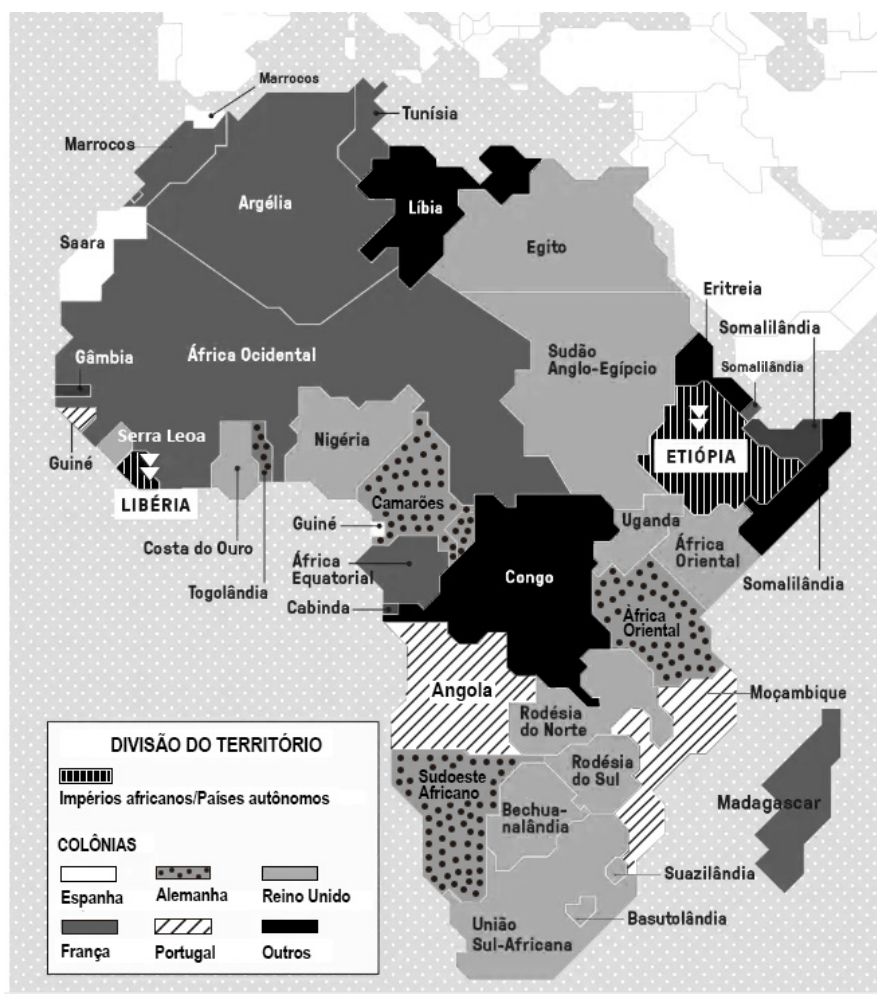 Marrocos
Tunísia
Marrocos
Argélia
Líbia
Saara
Egito
Eritreia
Somalilândia
Gâmbia
África Ocidental
Sudão
Anglo-Egípcio
Somalilândia
Serra Leoa
Nigéria
Guiné
ETIÓPIA
LIBÉRIA
Camarões
Guiné
Uganda
Costa do Ouro
África
Equatorial
África
Oriental
Congo
Togolândia
Somalilândia
Cabinda
Àfrica
Oriental
Angola
Moçambique
Rodésia
do Norte
DIVISÃO DO TERRITÓRIO
Impérios africanos/Países autônomos
Sudoeste
Africano
Rodésia
do Sul
Bechua-
nalândia
Madagascar
COLÔNIAS
Espanha
Alemanha
Reino Unido
Suazilândia
Basutolândia
União
Sul-Africana
França
Portugal
Outros